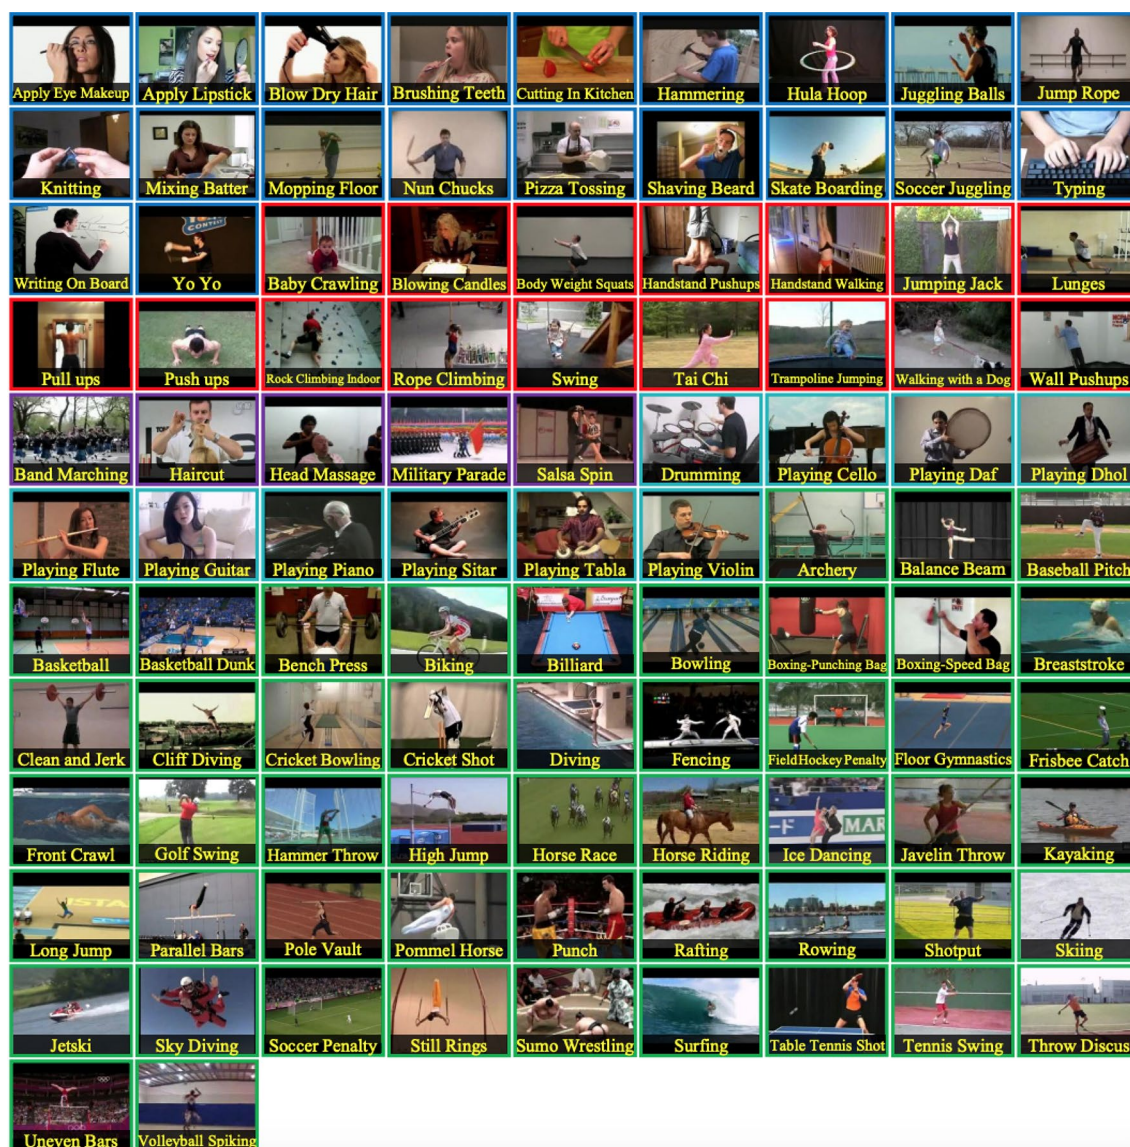 Apply Eye Makeup
Apply Lipstick
Blow Dry Hair
Brushing Teeth
Cutting In Kitchen
Hammering
Hula Hoop
Juggling Balls
Jump Rope
Knitting
Mixing Batter
Mopping Floor
Nun Chucks
Pizza Tossing
Shaving Beard
Skate Boarding
Soccer Juggling
Typing
Writing On Board
Yo Yo
Baby Crawling
Blowing Candles
Body Weight Squats
Handstand Pushups
Handstand Walking
Jumping Jack
Lunges
Pull ups
Push ups
Rock Climbing Indoor
Rope Climbing
Swing
Tai Chi
Trampoline Jumping
Walking with a Dog
Wall Pushups
Band Marching
Haircut
Head Massage
Military Parade
Salsa Spin
Drumming
Playing Cello
Playing Daf
Playing Dhol
Playing Flute
Playing Guitar
Playing Piano
Playing Sitar
Playing Tabla
Playing Violin
Archery
Balance Beam
Baseball Pitch
Basketball
Basketball Dunk
Bench Press
Biking
Billiard
Bowling
Boxing-Punching Bag
Boxing-Speed Bag
Breaststroke
Clean and Jerk
Cliff Diving
Cricket Bowling
Cricket Shot
Diving
Fencing
Field Hockey Penalty
Floor Gymnastics
Frisbee Catch
Front Crawl
Golf Swing
Hammer Throw
High Jump
Horse Race
Horse Riding
Ice Dancing
Javelin Throw
Kayaking
Long Jump
Parallel Bars
Pole Vault
Pommel Horse
Punch
Rafting
Rowing
Shotput
Skiing
Jetski
Sky Diving
Soccer Penalty
Still Rings
Sumo Wrestling
Surfing
Table Tennis Shot
Tennis Swing
Throw Discus
Uneven Bars
Volleyball Spiking